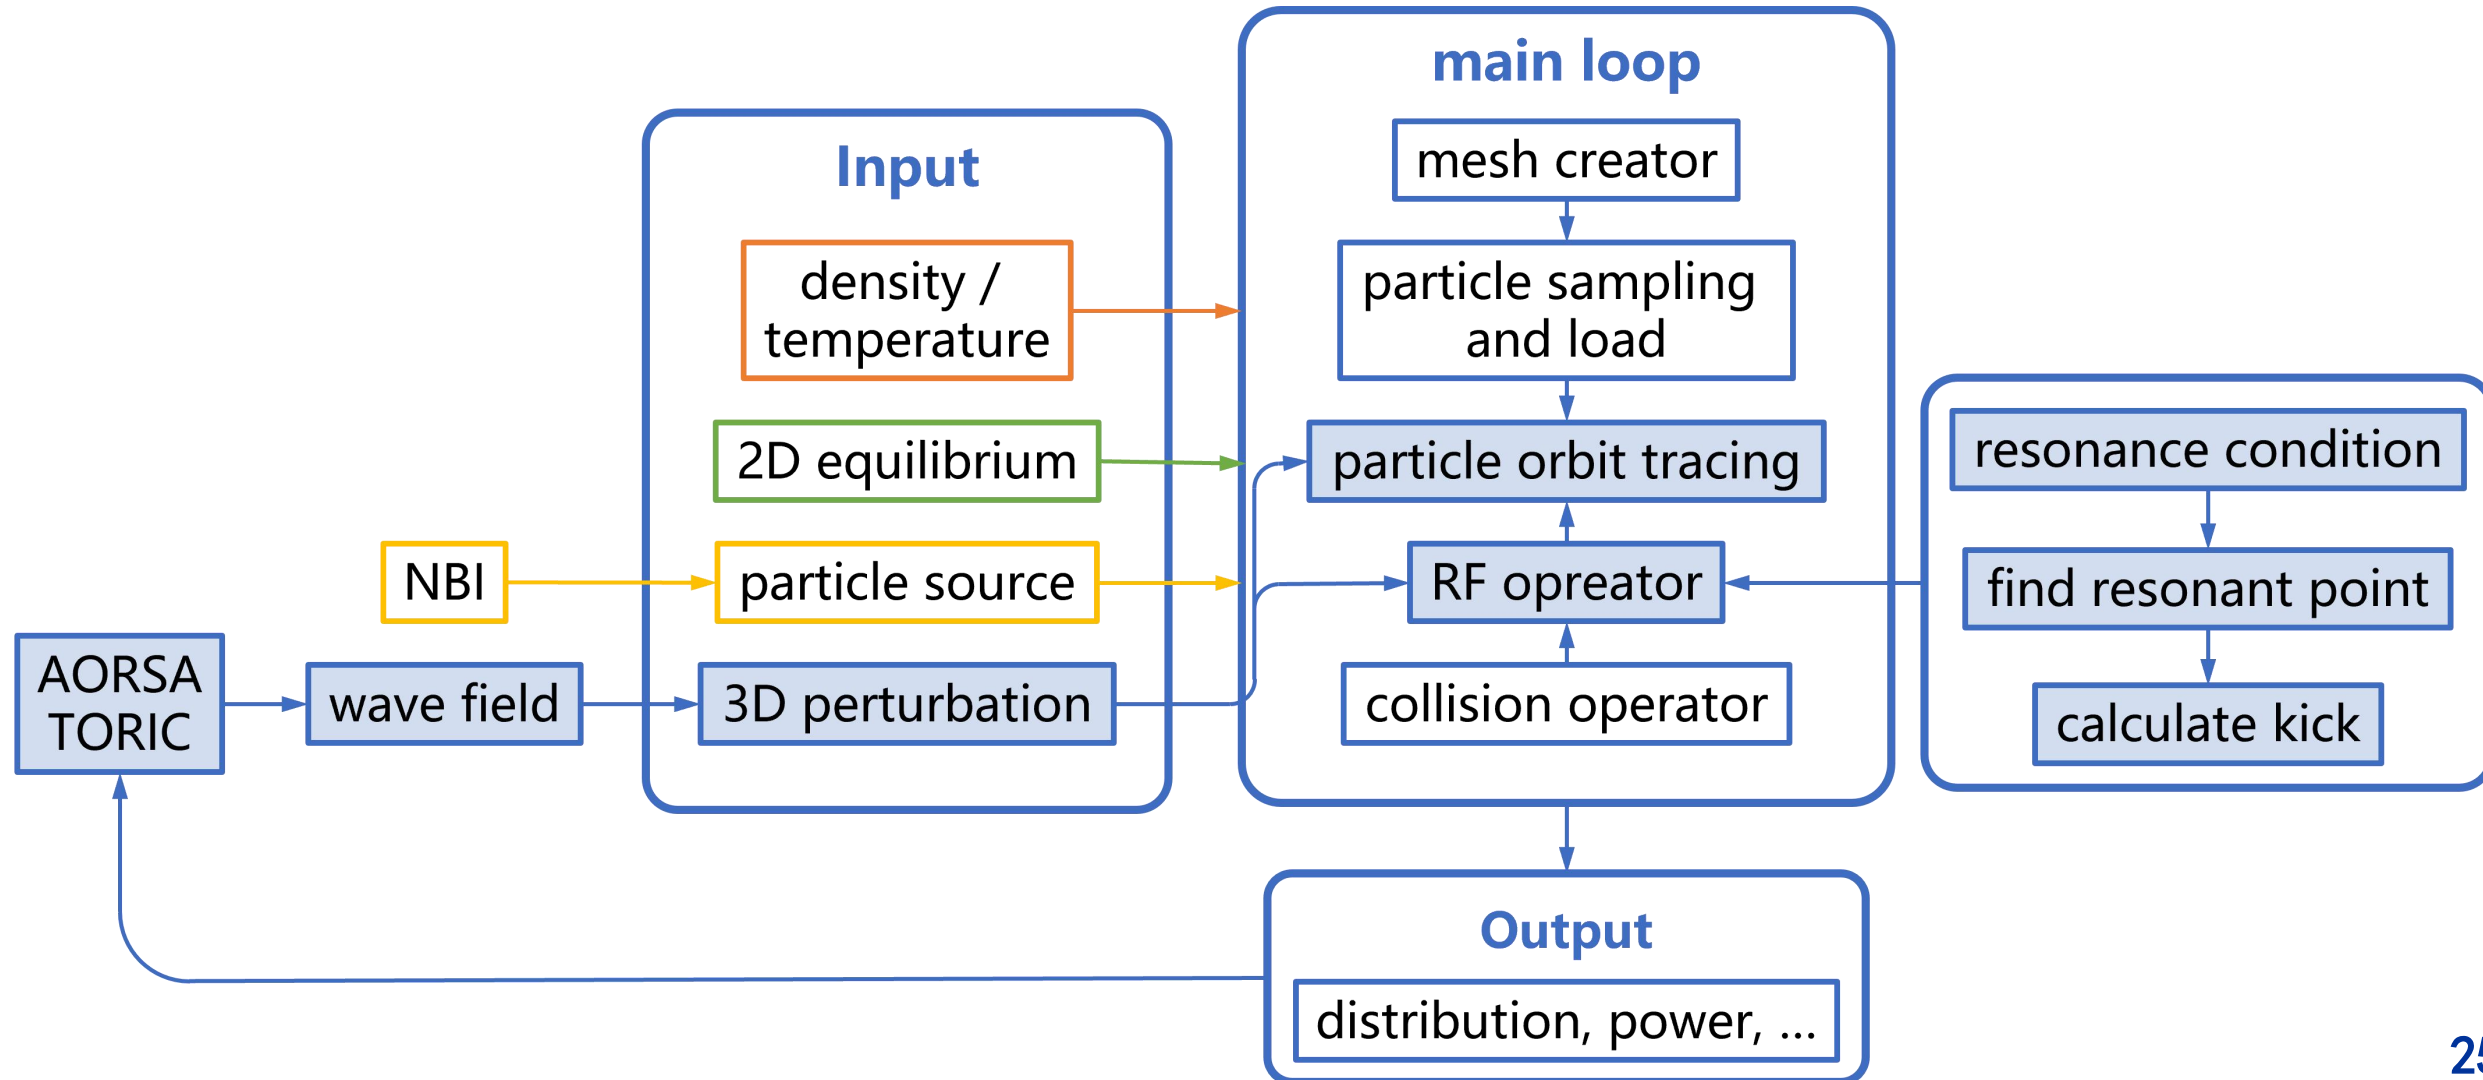 main loop
mesh creator
particle sampling
and load
particle orbit tracing
RF opreator
collision operator
Input
density /
temperature
2D equilibrium
particle source
3D perturbation
NBI
AORSA
TORIC
wave field
resonance condition
find resonant point
calculate kick
Output
distribution, power, ...